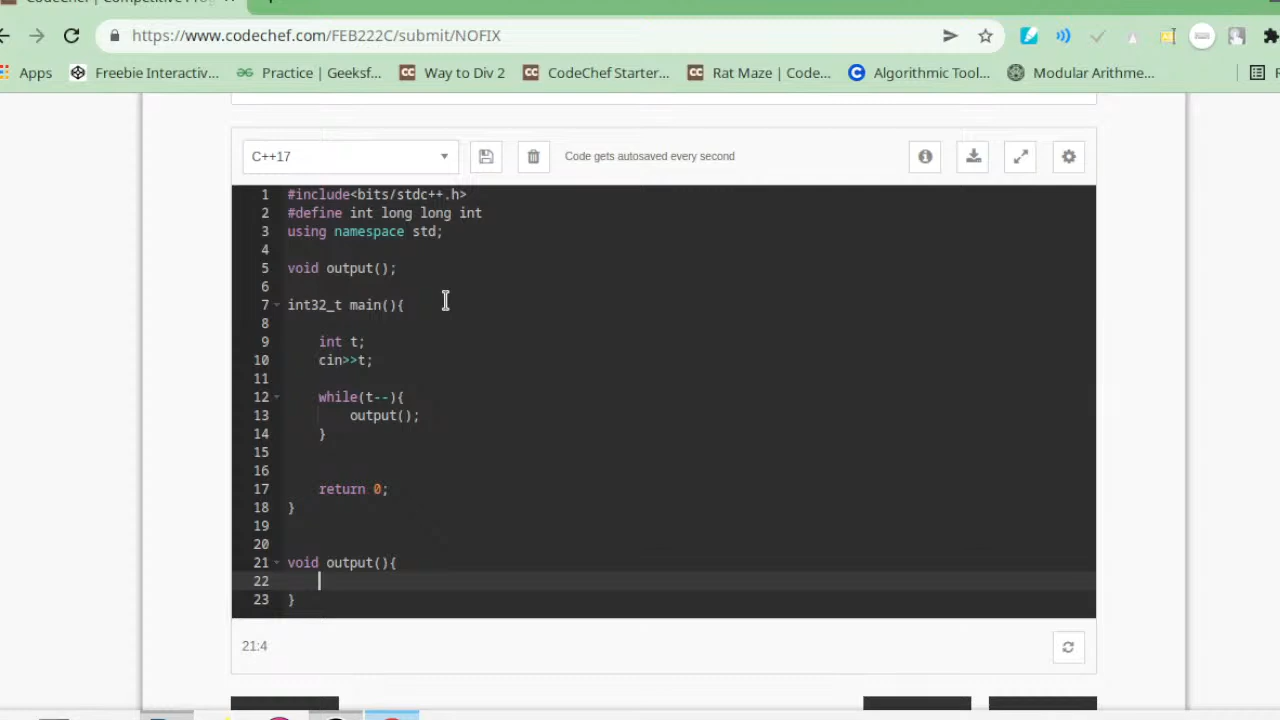 https://www.codechef.com/FEB222C/submit/NOFIX
Apps
Freebie Interactiv...
Practice | Geeksf...
Way to Div 2
CodeChef Starter...
Rat Maze | Code...
Algorithmic Tool...
Modular Arithme...
C++17
Code gets autosaved every second
1 #include<bits/stdc++.h>
2 #define int long long int
3 using namespace std;
4
5 void output();
6
7 int32_t main(){
8
9 int t;
10 cin>>t;
11
12 while(t--){
13 output();
14 }
15
16
17 return 0;
18 }
19
20
21 void output(){
22
23 }
21:4